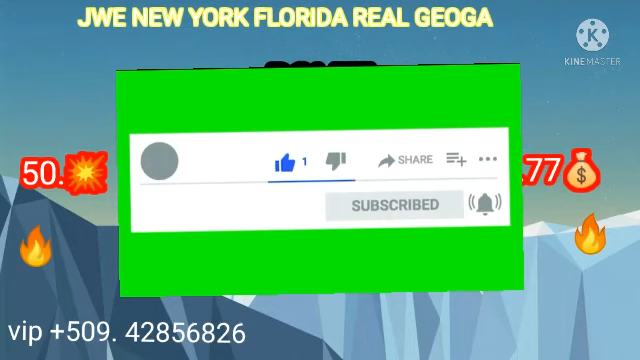 JWE NEW YORK FLORIDA REAL GEOGA
KINEMASTER
1 SHARE
50. .77
SUBSCRIBED
vip +509. 42856826